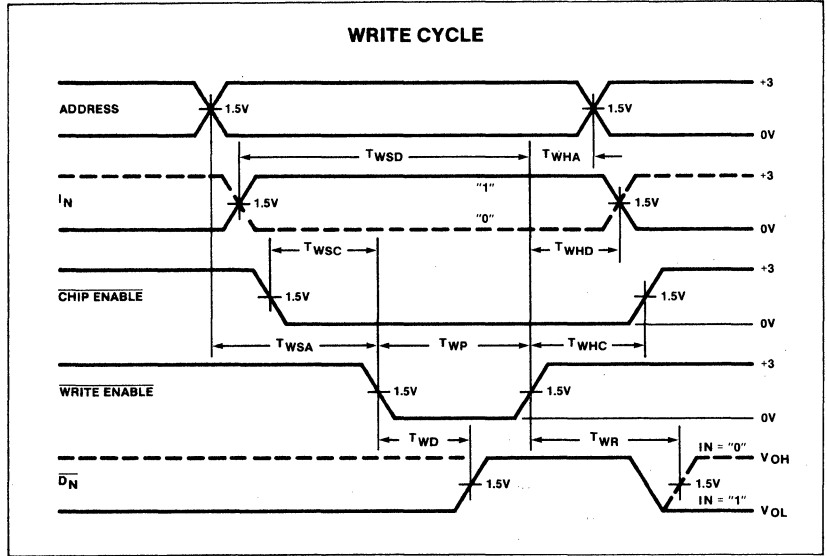 WRITE CYCLE
+3
ADDRESS 1.5V 1.5V
0V
TWSD TWHA
+3
"1"
IN 1.5V 1.5V
"0"
0V
TWSC TWHD
+3
CHIP ENABLE 1.5V 1.5V
0V
TWSA TWP TWHC
+3
WRITE ENABLE 1.5V 1.5V
0V
TWD TWR IN = "0"
VOH
DN 1.5V 1.5V
IN = "1"
VOL